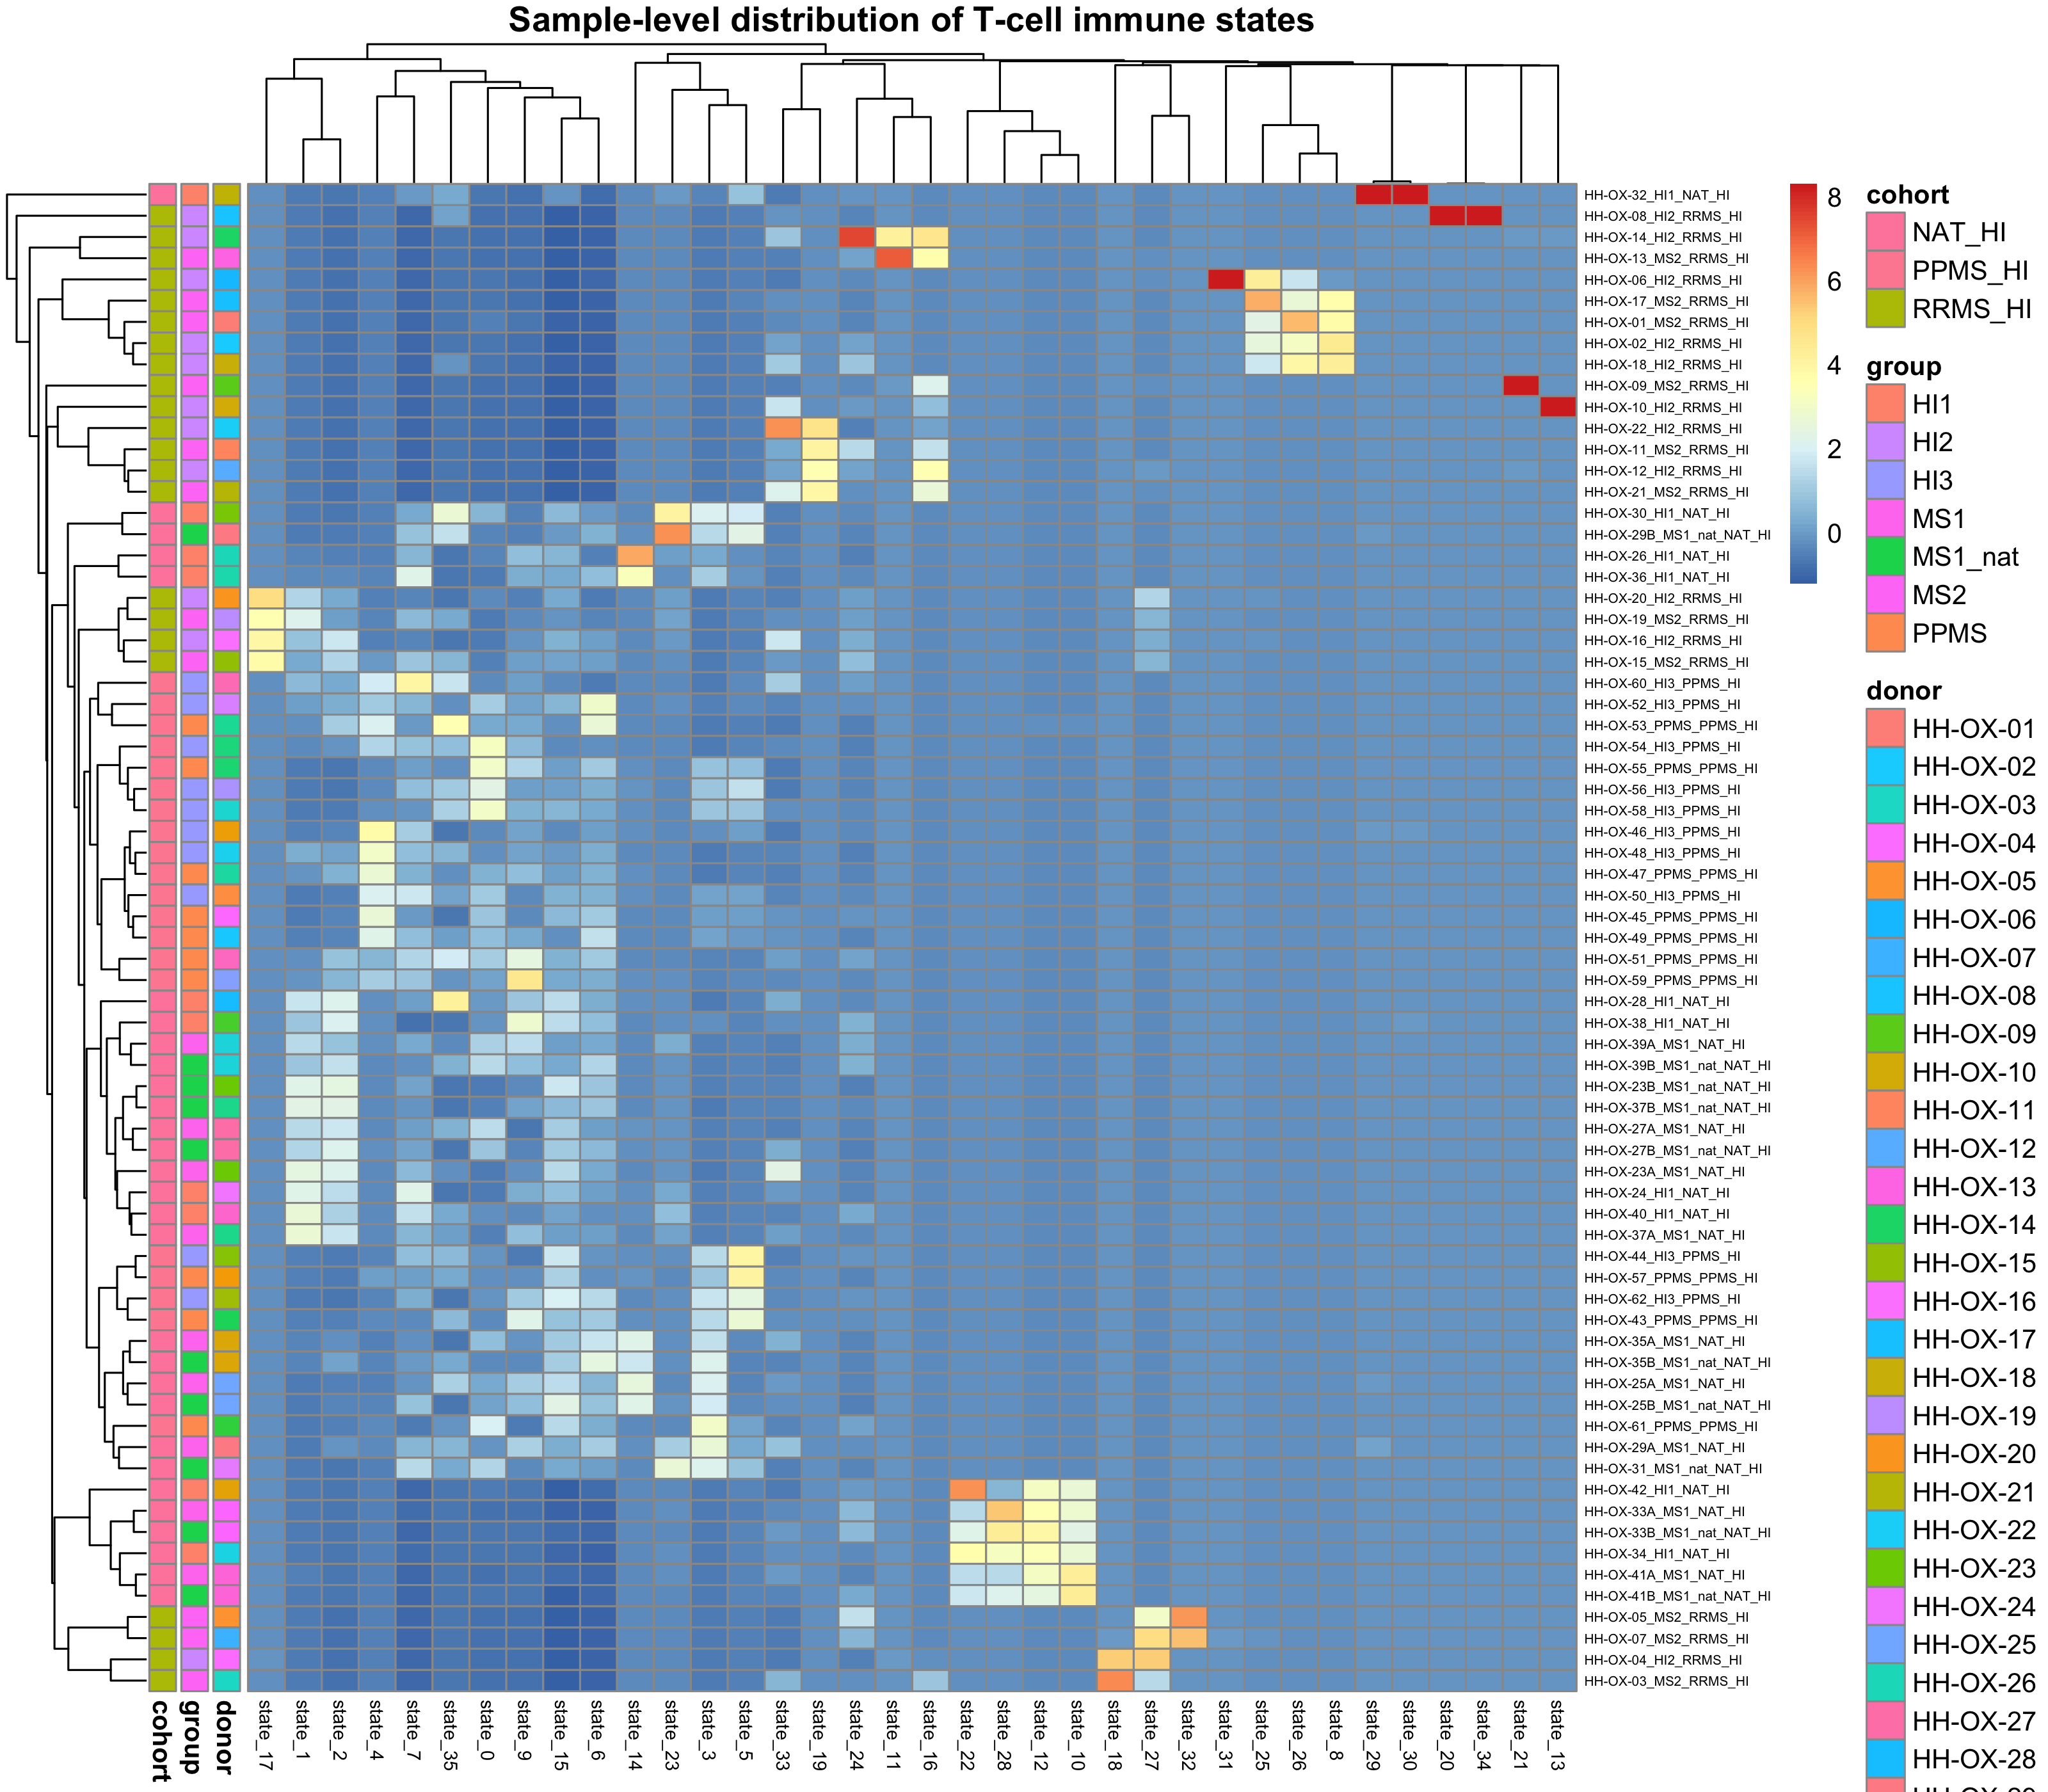 Sample-level distribution of T-cell immune states
HH-OX-32_HI1_NAT_HI
HH-OX-08_HI2_RRMS_HI
HH-OX-14_HI2_RRMS_HI
HH-OX-13_MS2_RRMS_HI
HH-OX-06_HI2_RRMS_HI
HH-OX-17_MS2_RRMS_HI
HH-OX-01_MS2_RRMS_HI
HH-OX-02_HI2_RRMS_HI
HH-OX-18_HI2_RRMS_HI
HH-OX-09_MS2_RRMS_HI
HH-OX-10_HI2_RRMS_HI
HH-OX-22_HI2_RRMS_HI
HH-OX-11_MS2_RRMS_HI
HH-OX-12_HI2_RRMS_HI
HH-OX-21_MS2_RRMS_HI
HH-OX-30_HI1_NAT_HI
HH-OX-29B_MS1_nat_NAT_HI
HH-OX-26_HI1_NAT_HI
HH-OX-36_HI1_NAT_HI
HH-OX-20_HI2_RRMS_HI
HH-OX-19_MS2_RRMS_HI
HH-OX-16_HI2_RRMS_HI
HH-OX-15_MS2_RRMS_HI
HH-OX-60_HI3_PPMS_HI
HH-OX-52_HI3_PPMS_HI
HH-OX-53_PPMS_PPMS_HI
HH-OX-54_HI3_PPMS_HI
HH-OX-55_PPMS_PPMS_HI
HH-OX-56_HI3_PPMS_HI
HH-OX-58_HI3_PPMS_HI
HH-OX-46_HI3_PPMS_HI
HH-OX-48_HI3_PPMS_HI
HH-OX-47_PPMS_PPMS_HI
HH-OX-50_HI3_PPMS_HI
HH-OX-45_PPMS_PPMS_HI
HH-OX-49_PPMS_PPMS_HI
HH-OX-51_PPMS_PPMS_HI
HH-OX-59_PPMS_PPMS_HI
HH-OX-28_HI1_NAT_HI
HH-OX-38_HI1_NAT_HI
HH-OX-39A_MS1_NAT_HI
HH-OX-39B_MS1_nat_NAT_HI
HH-OX-23B_MS1_nat_NAT_HI
HH-OX-37B_MS1_nat_NAT_HI
HH-OX-27A_MS1_NAT_HI
HH-OX-27B_MS1_nat_NAT_HI
HH-OX-23A_MS1_NAT_HI
HH-OX-24_HI1_NAT_HI
HH-OX-40_HI1_NAT_HI
HH-OX-37A_MS1_NAT_HI
HH-OX-44_HI3_PPMS_HI
HH-OX-57_PPMS_PPMS_HI
HH-OX-62_HI3_PPMS_HI
HH-OX-43_PPMS_PPMS_HI
HH-OX-35A_MS1_NAT_HI
HH-OX-35B_MS1_nat_NAT_HI
HH-OX-25A_MS1_NAT_HI
HH-OX-25B_MS1_nat_NAT_HI
HH-OX-61_PPMS_PPMS_HI
HH-OX-29A_MS1_NAT_HI
HH-OX-31_MS1_nat_NAT_HI
HH-OX-42_HI1_NAT_HI
HH-OX-33A_MS1_NAT_HI
HH-OX-33B_MS1_nat_NAT_HI
HH-OX-34_HI1_NAT_HI
HH-OX-41A_MS1_NAT_HI
HH-OX-41B_MS1_nat_NAT_HI
HH-OX-05_MS2_RRMS_HI
HH-OX-07_MS2_RRMS_HI
HH-OX-04_HI2_RRMS_HI
HH-OX-03_MS2_RRMS_HI
cohort
group
donor
state_17
state_1
state_2
state_4
state_7
state_35
state_0
state_9
state_15
state_6
state_14
state_23
state_3
state_5
state_33
state_19
state_24
state_11
state_16
state_22
state_28
state_12
state_10
state_18
state_27
state_32
state_31
state_25
state_26
state_8
state_29
state_30
state_20
state_34
state_21
state_13
8
6
4
2
0
cohort
NAT_HI
PPMS_HI
RRMS_HI
group
HI1
HI2
HI3
MS1
MS1_nat
MS2
PPMS
donor
HH-OX-01
HH-OX-02
HH-OX-03
HH-OX-04
HH-OX-05
HH-OX-06
HH-OX-07
HH-OX-08
HH-OX-09
HH-OX-10
HH-OX-11
HH-OX-12
HH-OX-13
HH-OX-14
HH-OX-15
HH-OX-16
HH-OX-17
HH-OX-18
HH-OX-19
HH-OX-20
HH-OX-21
HH-OX-22
HH-OX-23
HH-OX-24
HH-OX-25
HH-OX-26
HH-OX-27
HH-OX-28